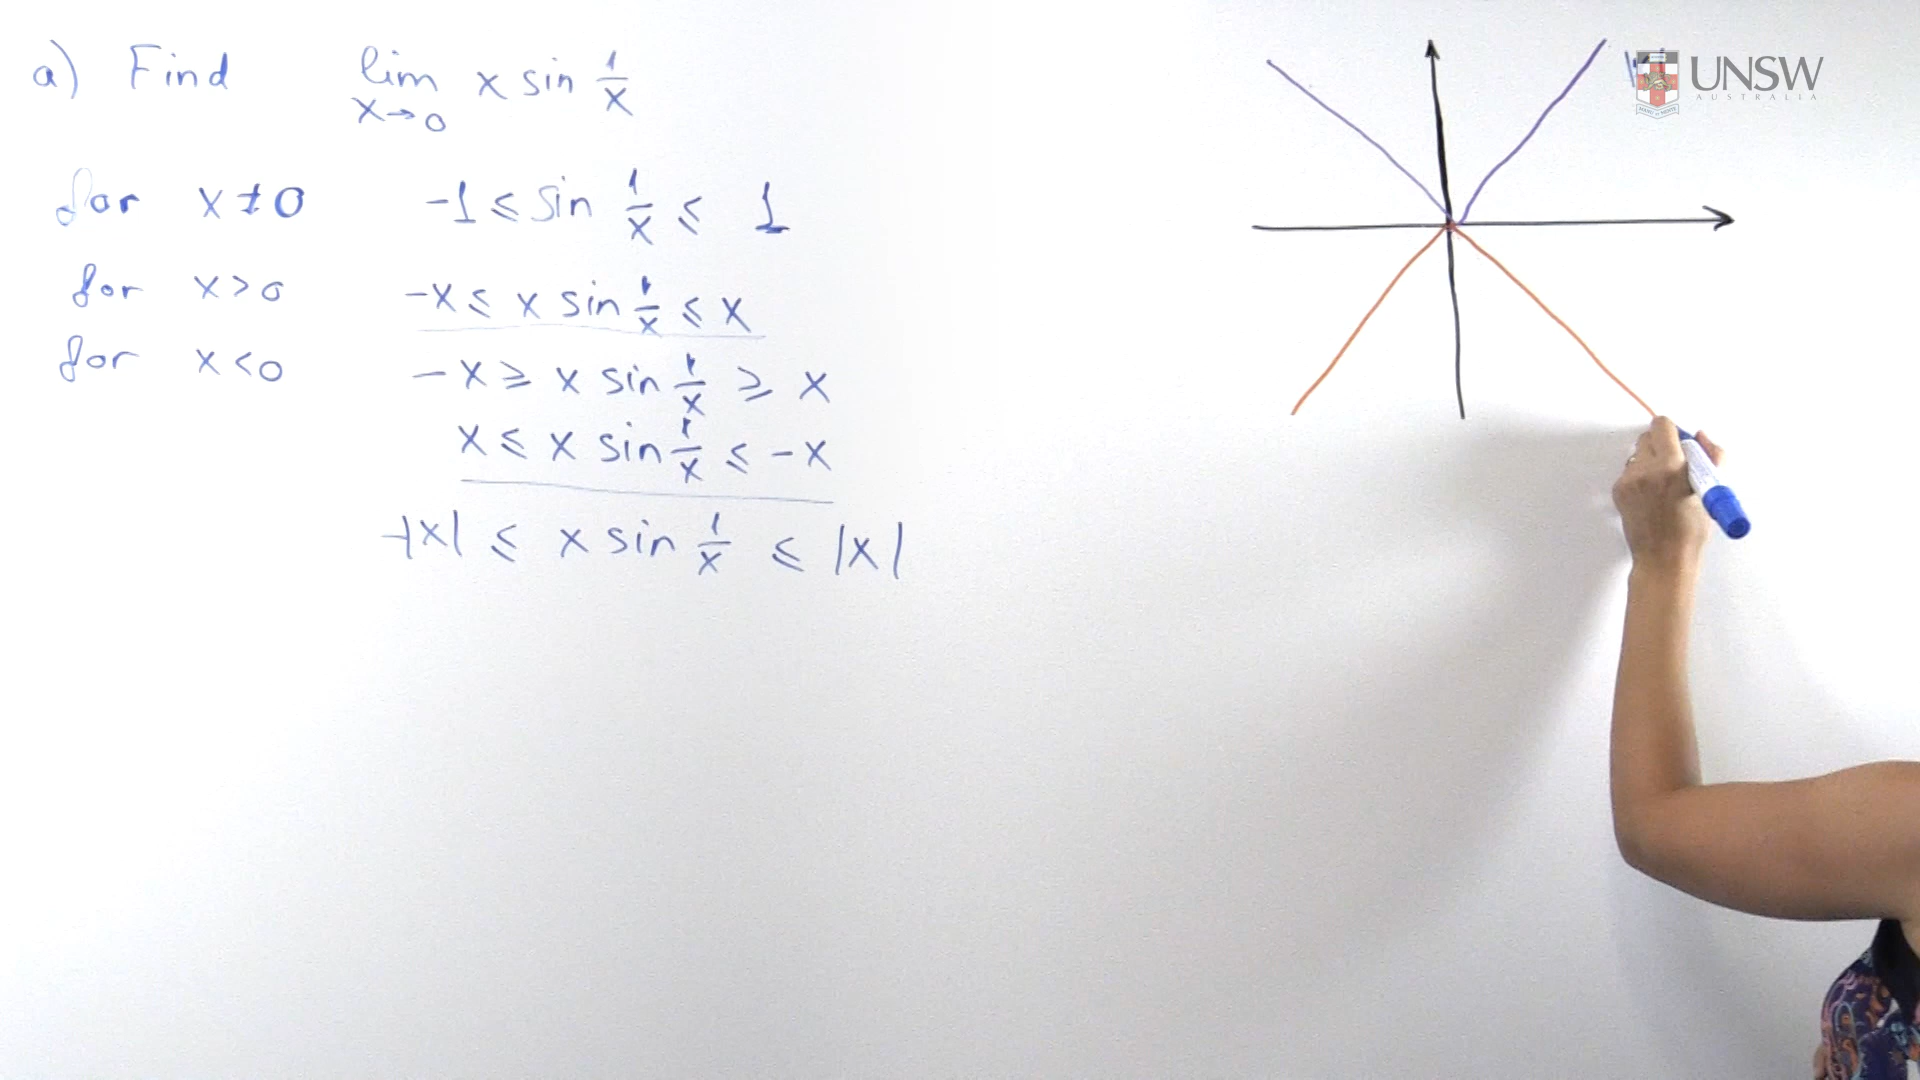 a) Find lim x→0 x sin 1/x
for x ≠ 0 -1 ≤ sin 1/x ≤ 1
for x > 0 -x ≤ x sin 1/x ≤ x
for x < 0 -x ≥ x sin 1/x ≥ x
x ≤ x sin 1/x ≤ -x
-|x| ≤ x sin 1/x ≤ |x|
UNSW
AUSTRALIA